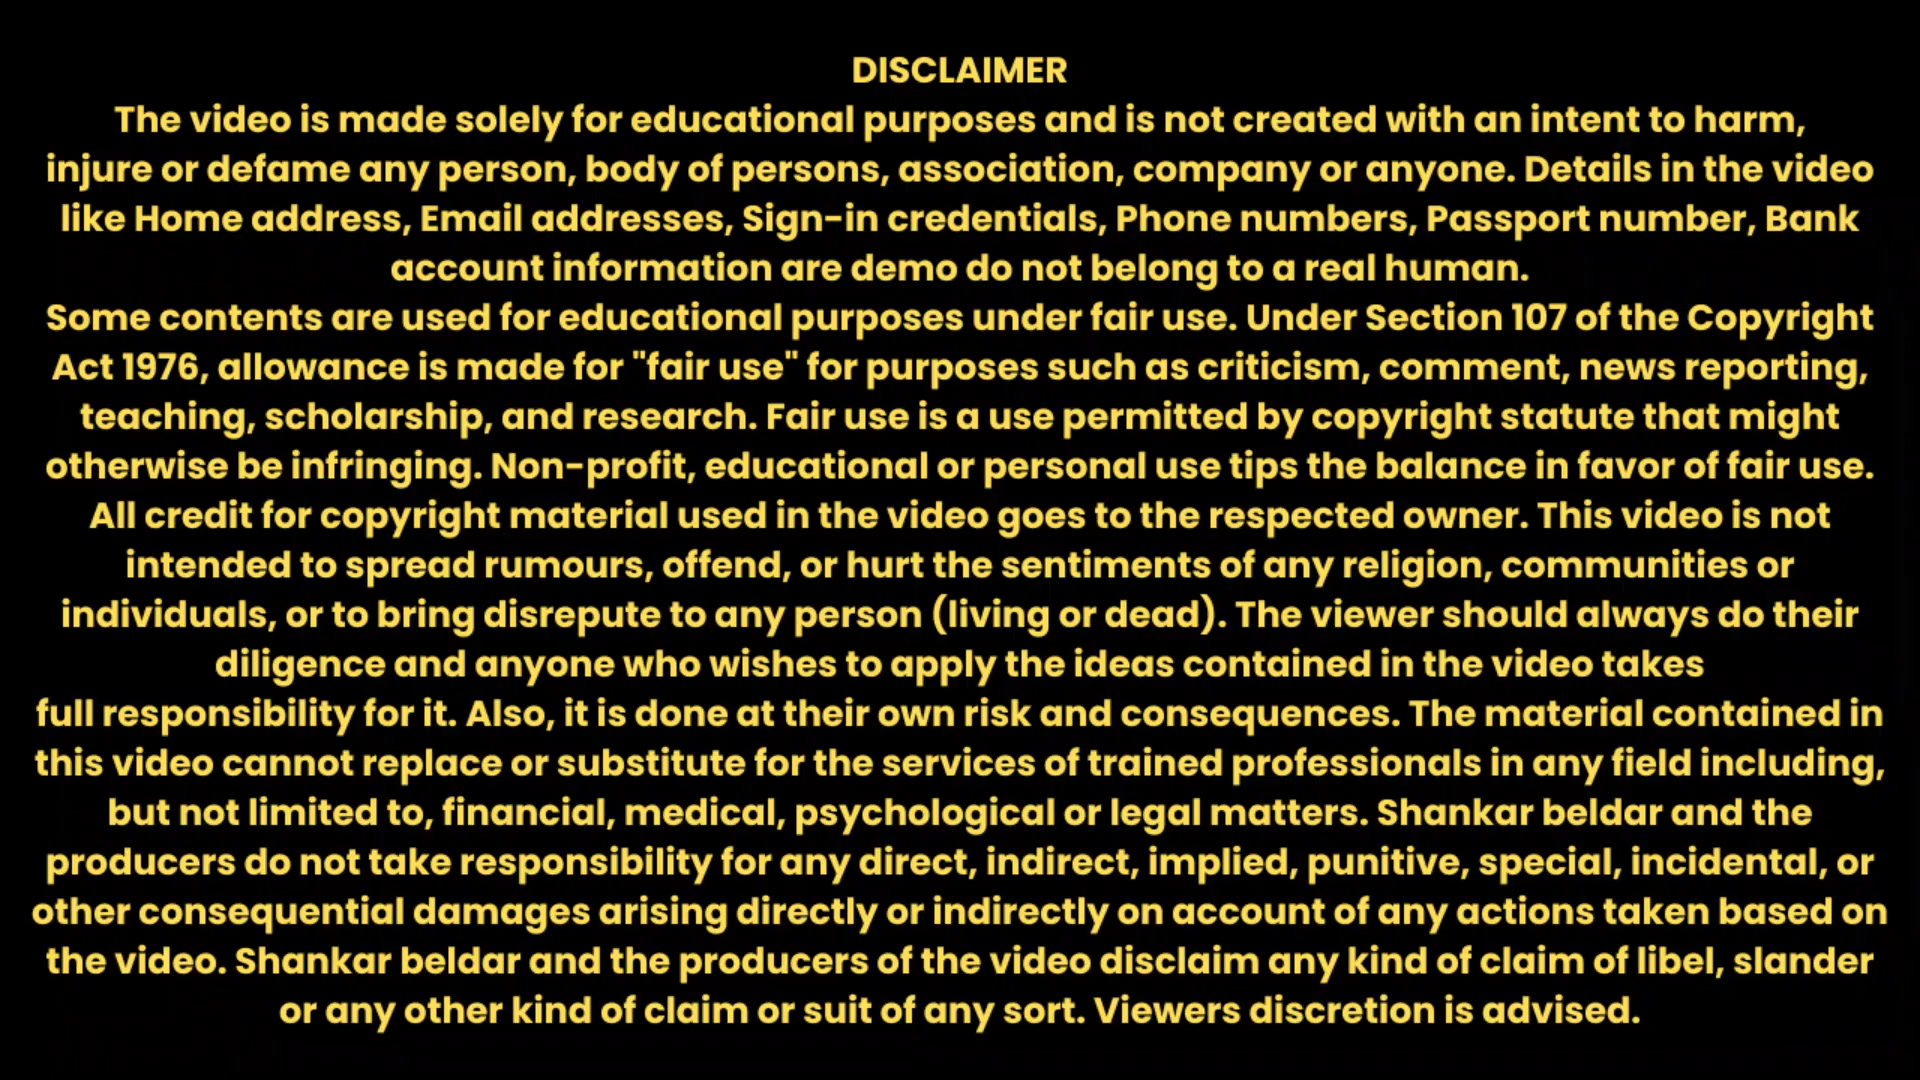 DISCLAIMER
The video is made solely for educational purposes and is not created with an intent to harm,
injure or defame any person, body of persons, association, company or anyone. Details in the video
like Home address, Email addresses, Sign-in credentials, Phone numbers, Passport number, Bank
account information are demo do not belong to a real human.
Some contents are used for educational purposes under fair use. Under Section 107 of the Copyright
Act 1976, allowance is made for "fair use" for purposes such as criticism, comment, news reporting,
teaching, scholarship, and research. Fair use is a use permitted by copyright statute that might
otherwise be infringing. Non-profit, educational or personal use tips the balance in favor of fair use.
All credit for copyright material used in the video goes to the respected owner. This video is not
intended to spread rumours, offend, or hurt the sentiments of any religion, communities or
individuals, or to bring disrepute to any person (living or dead). The viewer should always do their
diligence and anyone who wishes to apply the ideas contained in the video takes
full responsibility for it. Also, it is done at their own risk and consequences. The material contained in
this video cannot replace or substitute for the services of trained professionals in any field including,
but not limited to, financial, medical, psychological or legal matters. Shankar beldar and the
producers do not take responsibility for any direct, indirect, implied, punitive, special, incidental, or
other consequential damages arising directly or indirectly on account of any actions taken based on
the video. Shankar beldar and the producers of the video disclaim any kind of claim of libel, slander
or any other kind of claim or suit of any sort. Viewers discretion is advised.